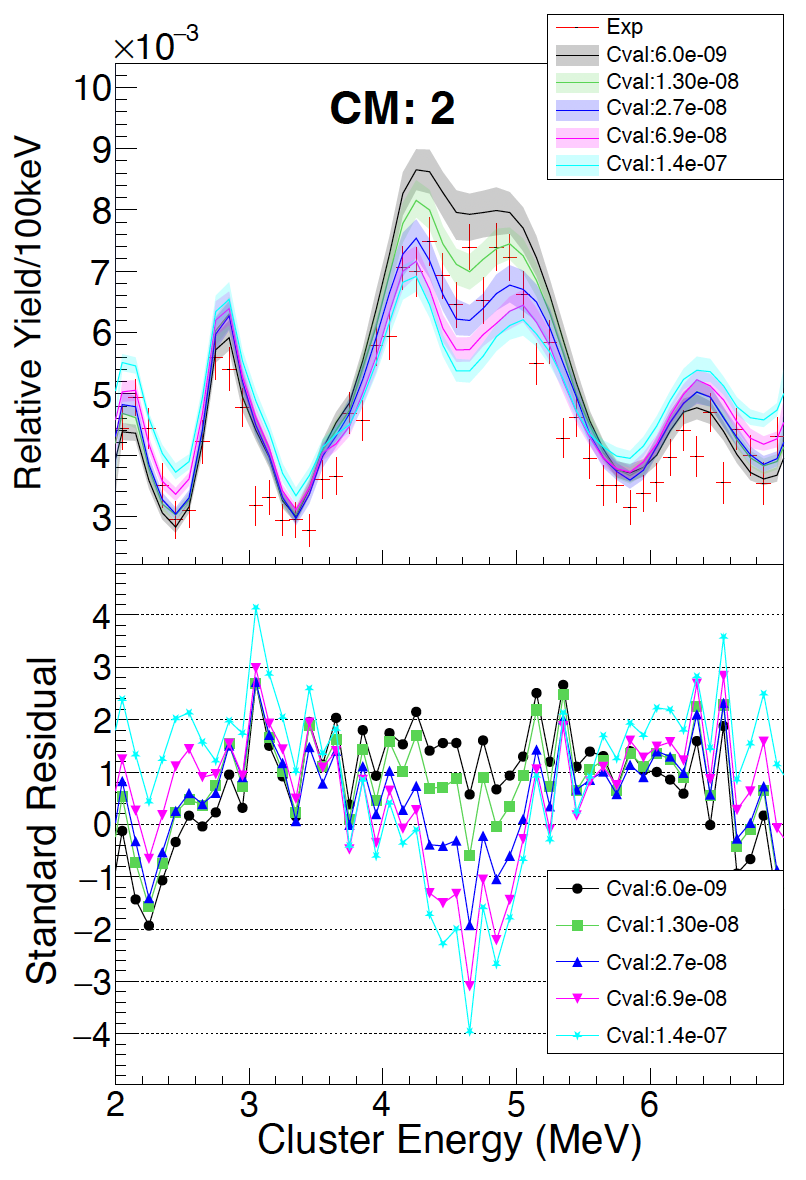 ×10⁻³
Exp
Cval:6.0e-09
Cval:1.30e-08
Cval:2.7e-08
Cval:6.9e-08
Cval:1.4e-07
CM: 2
Relative Yield/100keV
10
9
8
7
6
5
4
3
Standard Residual
4
3
2
1
0
−1
−2
−3
−4
Cval:6.0e-09
Cval:1.30e-08
Cval:2.7e-08
Cval:6.9e-08
Cval:1.4e-07
2 3 4 5 6
Cluster Energy (MeV)